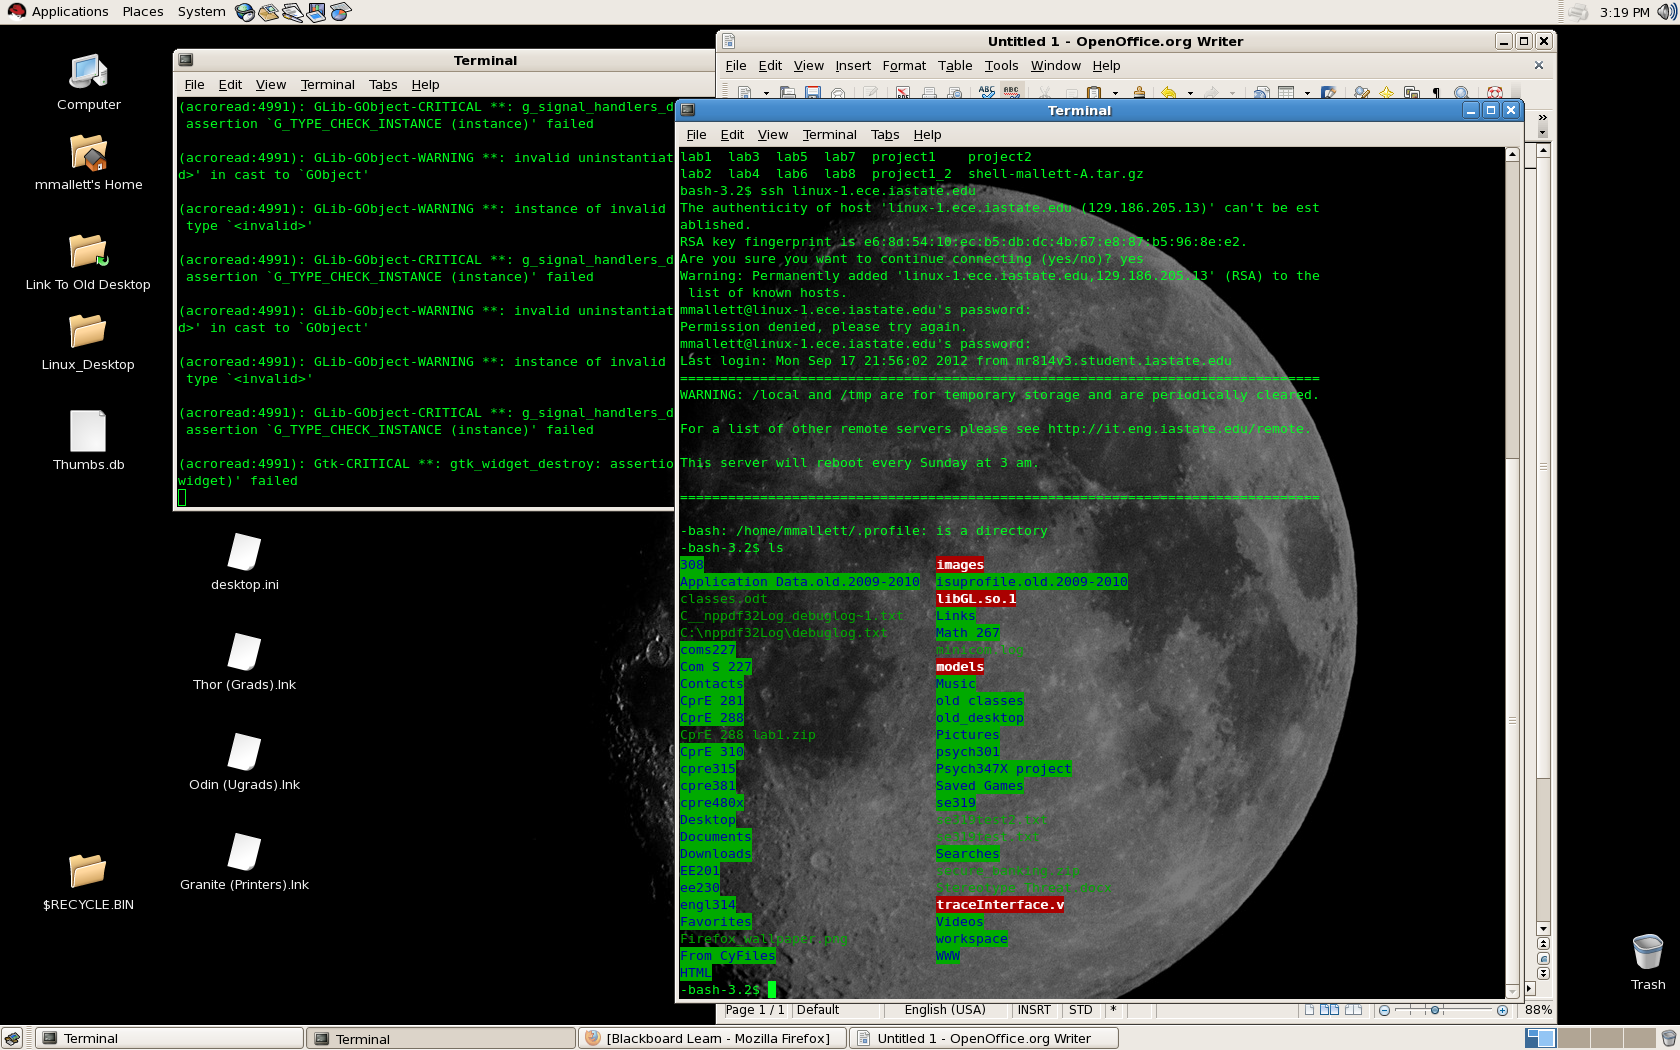 Applications Places System 3:19 PM
Computer
mmallett's Home
Link To Old Desktop
Linux_Desktop
Thumbs.db
desktop.ini
Thor (Grads).lnk
Odin (Ugrads).lnk
Granite (Printers).lnk
$RECYCLE.BIN
Trash
Terminal
File Edit View Terminal Tabs Help
(acroread:4991): GLib-GObject-CRITICAL **: g_signal_handlers_d
assertion `G_TYPE_CHECK_INSTANCE (instance)' failed
(acroread:4991): GLib-GObject-WARNING **: invalid uninstantiat
d>' in cast to `GObject'
(acroread:4991): GLib-GObject-WARNING **: instance of invalid
type `<invalid>'
(acroread:4991): GLib-GObject-CRITICAL **: g_signal_handlers_d
assertion `G_TYPE_CHECK_INSTANCE (instance)' failed
(acroread:4991): GLib-GObject-WARNING **: invalid uninstantiat
d>' in cast to `GObject'
(acroread:4991): GLib-GObject-WARNING **: instance of invalid
type `<invalid>'
(acroread:4991): GLib-GObject-CRITICAL **: g_signal_handlers_d
assertion `G_TYPE_CHECK_INSTANCE (instance)' failed
(acroread:4991): Gtk-CRITICAL **: gtk_widget_destroy: assertio
widget)' failed
Untitled 1 - OpenOffice.org Writer
File Edit View Insert Format Table Tools Window Help
Terminal
File Edit View Terminal Tabs Help
lab1 lab3 lab5 lab7 project1 project2
lab2 lab4 lab6 lab8 project1_2 shell-mallett-A.tar.gz
bash-3.2$ ssh linux-1.ece.iastate.edu
The authenticity of host 'linux-1.ece.iastate.edu (129.186.205.13)' can't be est
ablished.
RSA key fingerprint is e6:8d:54:10:ec:b5:db:dc:4b:67:e8:87:b5:96:8e:e2.
Are you sure you want to continue connecting (yes/no)? yes
Warning: Permanently added 'linux-1.ece.iastate.edu,129.186.205.13' (RSA) to the
list of known hosts.
mmallett@linux-1.ece.iastate.edu's password:
Permission denied, please try again.
mmallett@linux-1.ece.iastate.edu's password:
Last login: Mon Sep 17 21:56:02 2012 from mr814v3.student.iastate.edu
================================================================================
WARNING: /local and /tmp are for temporary storage and are periodically cleared.
For a list of other remote servers please see http://it.eng.iastate.edu/remote.
This server will reboot every Sunday at 3 am.
================================================================================
-bash: /home/mmallett/.profile: is a directory
-bash-3.2$ ls
308 images
Application Data.old.2009-2010 isuprofile.old.2009-2010
classes.odt libGL.so.1
C__nppdf32Log_debuglog~1.txt Links
C:\nppdf32Log\debuglog.txt Math 267
coms227
Com S 227 models
Contacts Music
CprE 281 old classes
CprE 288 old_desktop
CprE 288 lab1.zip Pictures
CprE 310 psych301
cpre315 Psych347X project
cpre381 Saved Games
cpre480x se319
Desktop
Documents
Downloads Searches
EE201
ee230
engl314 traceInterface.v
Favorites Videos
Firefox_wallpaper.png workspace
From CyFiles WWW
HTML
-bash-3.2$
Page 1 / 1 Default English (USA) INSRT STD * 88%
Terminal Terminal [Blackboard Learn - Mozilla Firefox] Untitled 1 - OpenOffice.org Writer